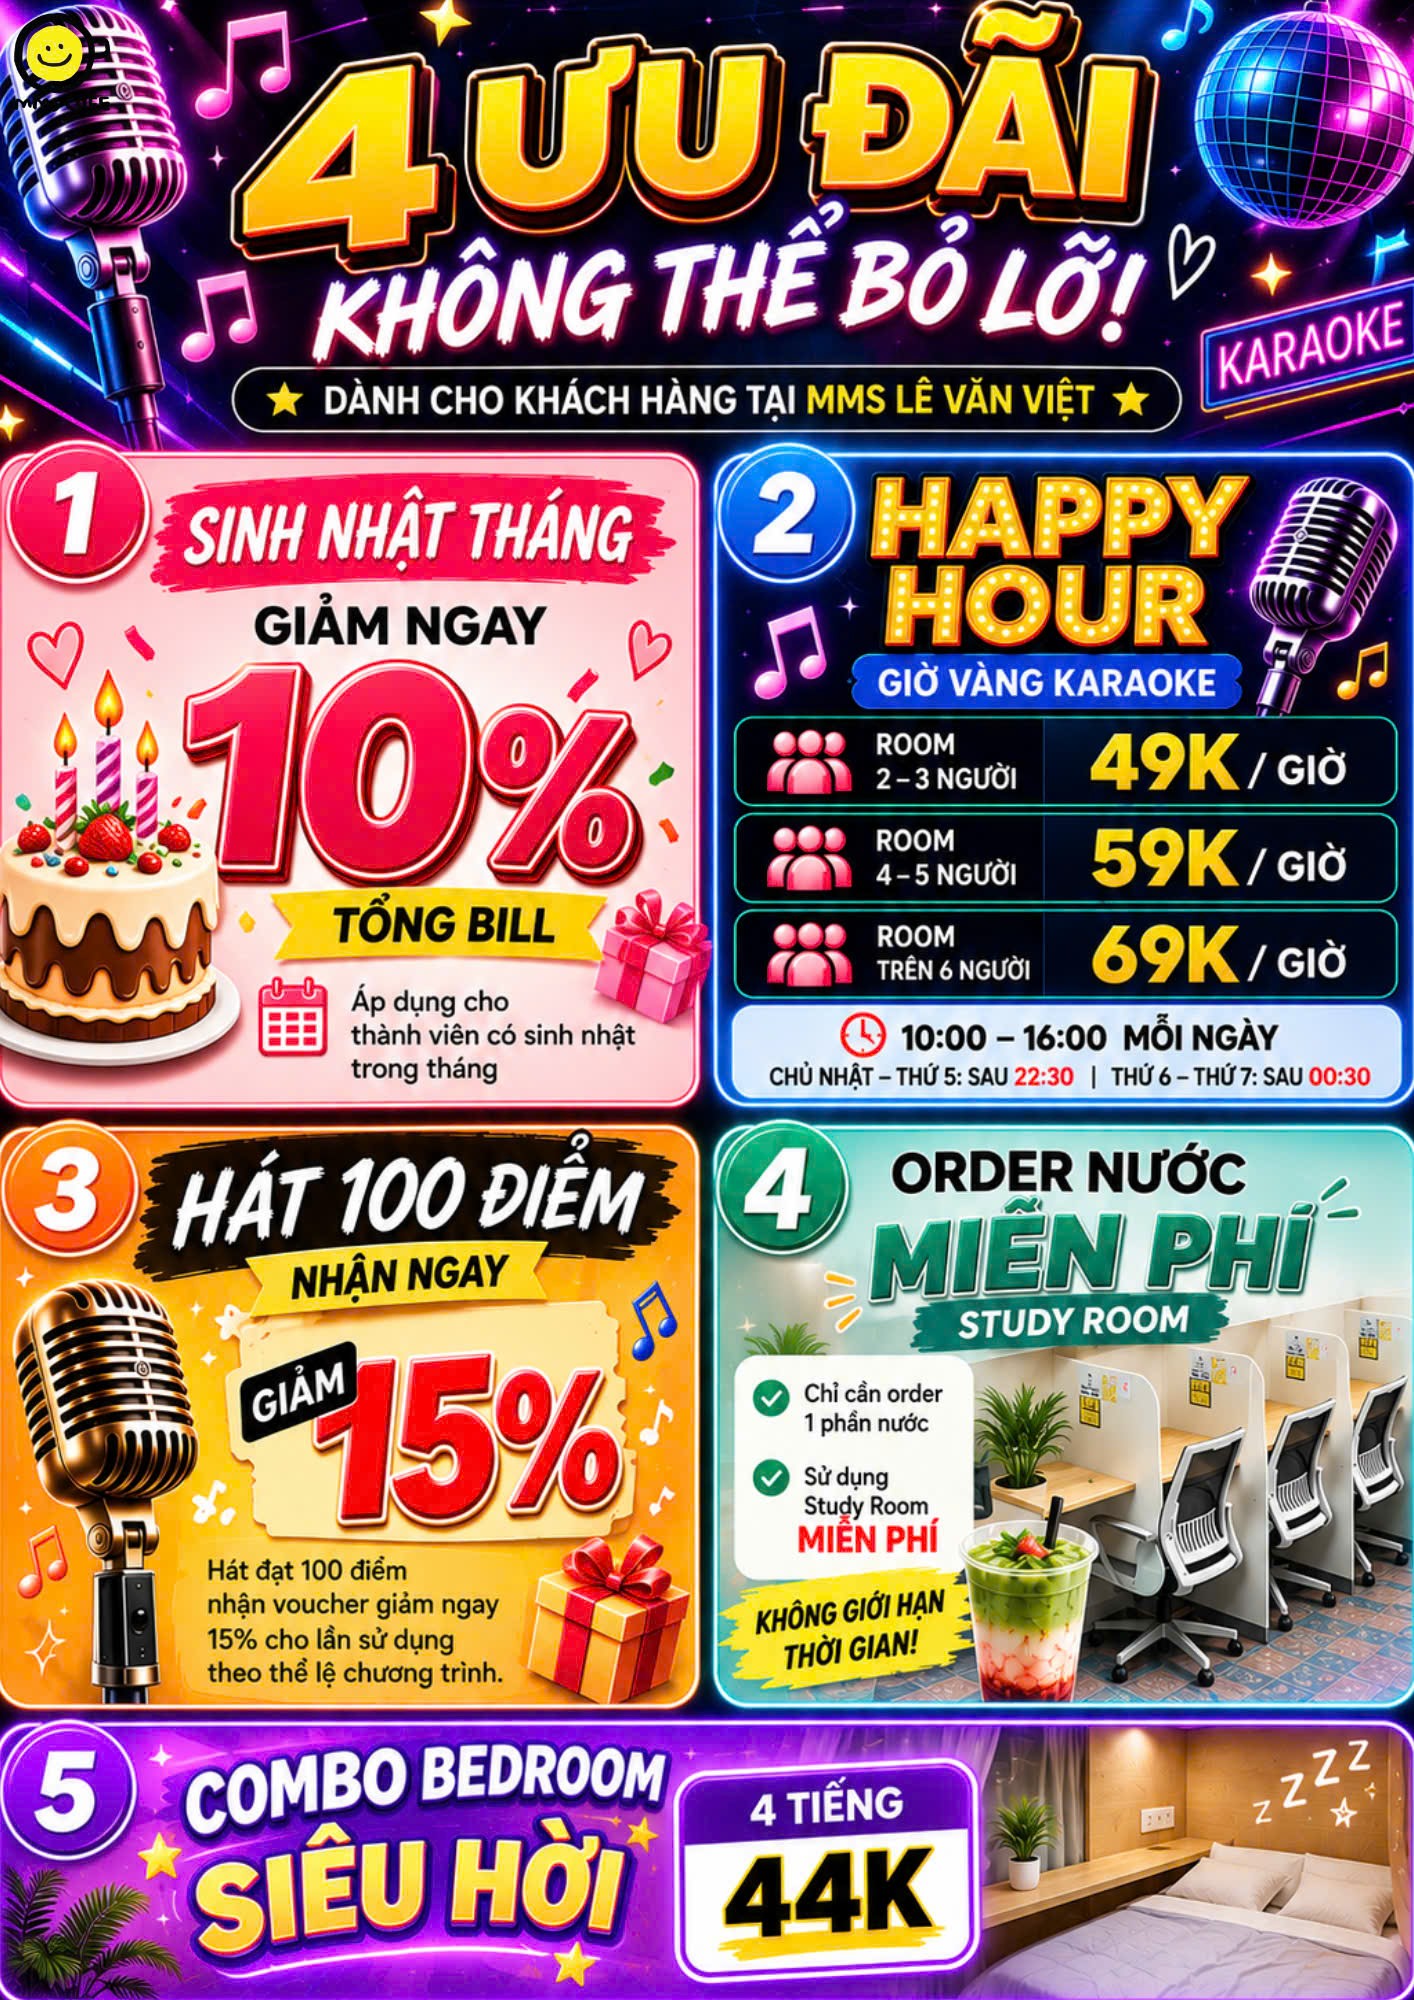 4 ƯU ĐÃI
KHÔNG THỂ BỎ LỠ!
KARAOKE
DÀNH CHO KHÁCH HÀNG TẠI MMS LÊ VĂN VIỆT
1
SINH NHẬT THÁNG
GIẢM NGAY
10%
TỔNG BILL
Áp dụng cho
thành viên có sinh nhật
trong tháng
2
HAPPY
HOUR
GIỜ VÀNG KARAOKE
ROOM
2 – 3 NGƯỜI
49K / GIỜ
ROOM
4 – 5 NGƯỜI
59K / GIỜ
ROOM
TRÊN 6 NGƯỜI
69K / GIỜ
10:00 – 16:00 MỖI NGÀY
CHỦ NHẬT – THỨ 5: SAU 22:30 | THỨ 6 – THỨ 7: SAU 00:30
3
HÁT 100 ĐIỂM
NHẬN NGAY
GIẢM
15%
Hát đạt 100 điểm
nhận voucher giảm ngay
15% cho lần sử dụng
theo thể lệ chương trình.
4
ORDER NƯỚC
MIỄN PHÍ
STUDY ROOM
Chỉ cần order
1 phần nước
Sử dụng
Study Room
MIỄN PHÍ
KHÔNG GIỚI HẠN
THỜI GIAN!
5
COMBO BEDROOM
SIÊU HỜI
4 TIẾNG
44K
z Z Z Z